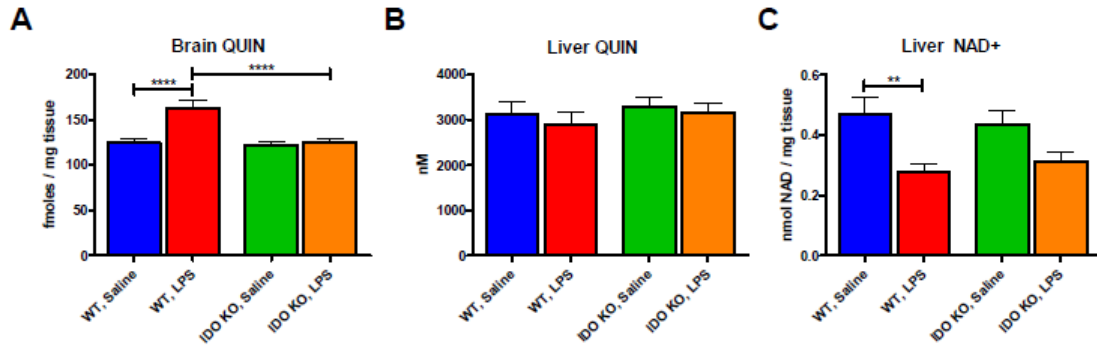 A
Brain QUIN
****
****
fmoles / mg tissue
200
150
100
50
0
WT, Saline
WT, LPS
IDO KO, Saline
IDO KO, LPS
B
Liver QUIN
nM
4000
3000
2000
1000
0
WT, Saline
WT, LPS
IDO KO, Saline
IDO KO, LPS
C
Liver NAD+
**
nmol NAD / mg tissue
0.6
0.4
0.2
0.0
WT, Saline
WT, LPS
IDO KO, Saline
IDO KO, LPS